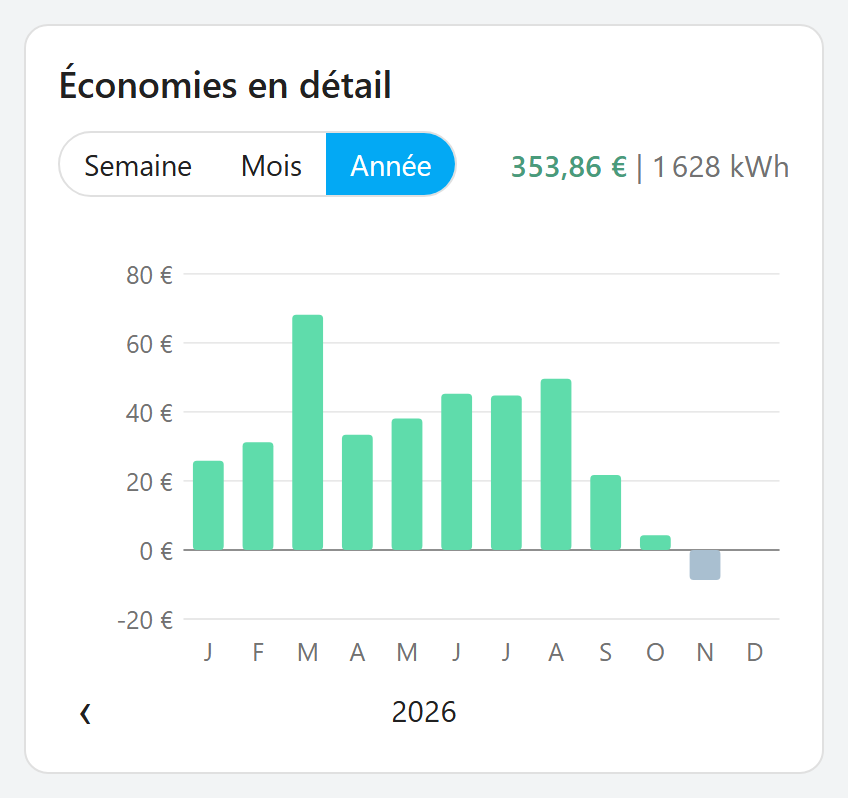 Économies en détail
Semaine Mois Année 353,86 € | 1 628 kWh
80 €
60 €
40 €
20 €
0 €
-20 €
J F M A M J J A S O N D
‹ 2026